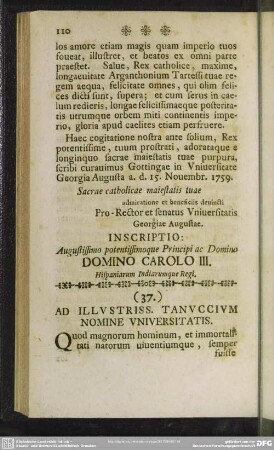 110
los amore etiam magis quam imperio tuos
foueat, illustret, et beatos ex omni parte
praestet. Salue, Rex catholice, maxime,
longaeuitate Arganthonium Tartessi tuae re-
gem aequa, felicitate omnes, qui olim feli-
ces dicti sunt, supera; et cum serus in cae-
lum redieris, longae felicissimaeque posterita-
tis utrumque orbem miti continentis impe-
rio, gloria apud caelites etiam perfruere.
Haec cogitatione nostra ante solium, Rex
potentissime, tuum prostrati, adorataque e
longinquo sacrae maiestatis tuae purpura,
scribi curauimus Gottingae in Vniuersitate
Georgia Augusta a. d. 15. Nouembr. 1759.
Sacrae catholicae maiestatis tuae
admiratione et beneficiis deuincti
Pro-Rector et senatus Vniuersitatis
Georgiae Augustae.
INSCRIPTIO:
Augustissimo potentissimoque Principi ac Domino
DOMINO CAROLO III.
Hispaniarum Indiarumque Regi.
(37.)
AD ILLVSTRISS. TANVCCIVM
NOMINE VNIVERSITATIS.
Quod magnorum hominum, et immortali-
tati natorum uiuentiumque, semper
fuisse